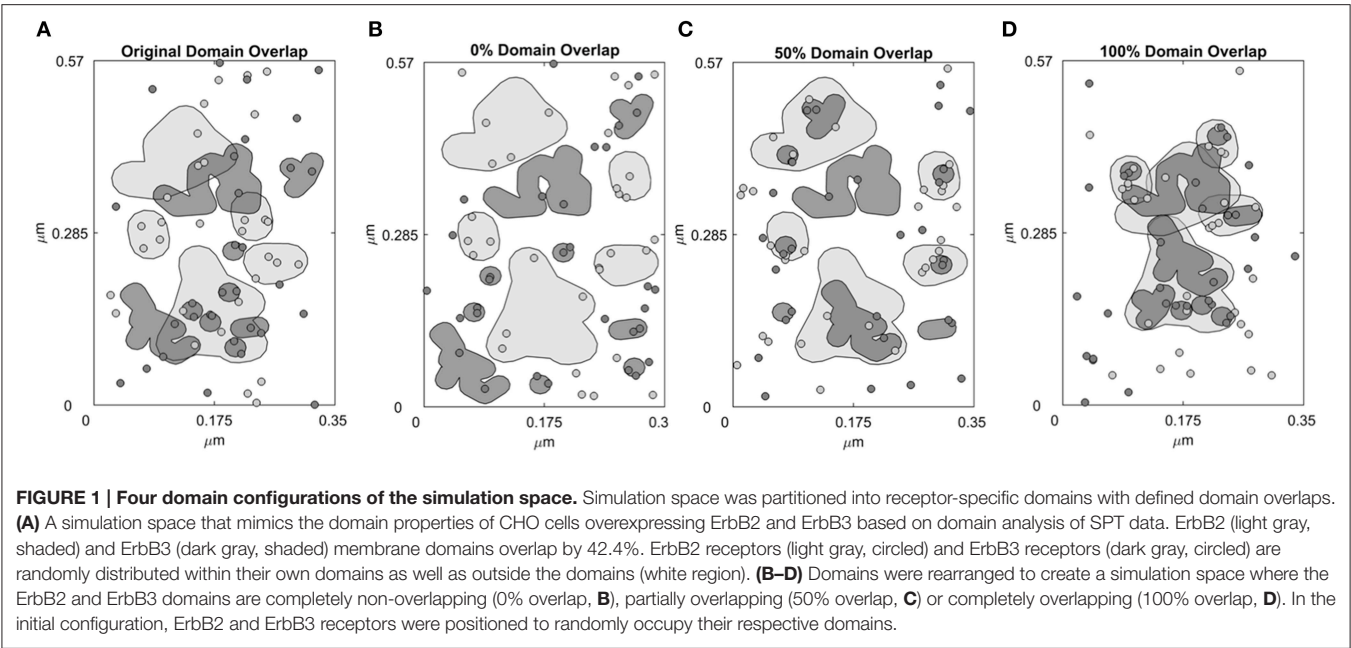 A
B
C
D
Original Domain Overlap
0% Domain Overlap
50% Domain Overlap
100% Domain Overlap
0.57
0.285
0
μm
0
0.175
0.35
μm
0.57
0.285
0
μm
0
0.175
0.3
μm
0.57
0.285
0
μm
0
0.175
0.35
μm
0.57
0.285
0
μm
0
0.175
0.35
μm
FIGURE 1 | Four domain configurations of the simulation space. Simulation space was partitioned into receptor-specific domains with defined domain overlaps.
(A) A simulation space that mimics the domain properties of CHO cells overexpressing ErbB2 and ErbB3 based on domain analysis of SPT data. ErbB2 (light gray,
shaded) and ErbB3 (dark gray, shaded) membrane domains overlap by 42.4%. ErbB2 receptors (light gray, circled) and ErbB3 receptors (dark gray, circled) are
randomly distributed within their own domains as well as outside the domains (white region). (B–D) Domains were rearranged to create a simulation space where the
ErbB2 and ErbB3 domains are completely non-overlapping (0% overlap, B), partially overlapping (50% overlap, C) or completely overlapping (100% overlap, D). In the
initial configuration, ErbB2 and ErbB3 receptors were positioned to randomly occupy their respective domains.